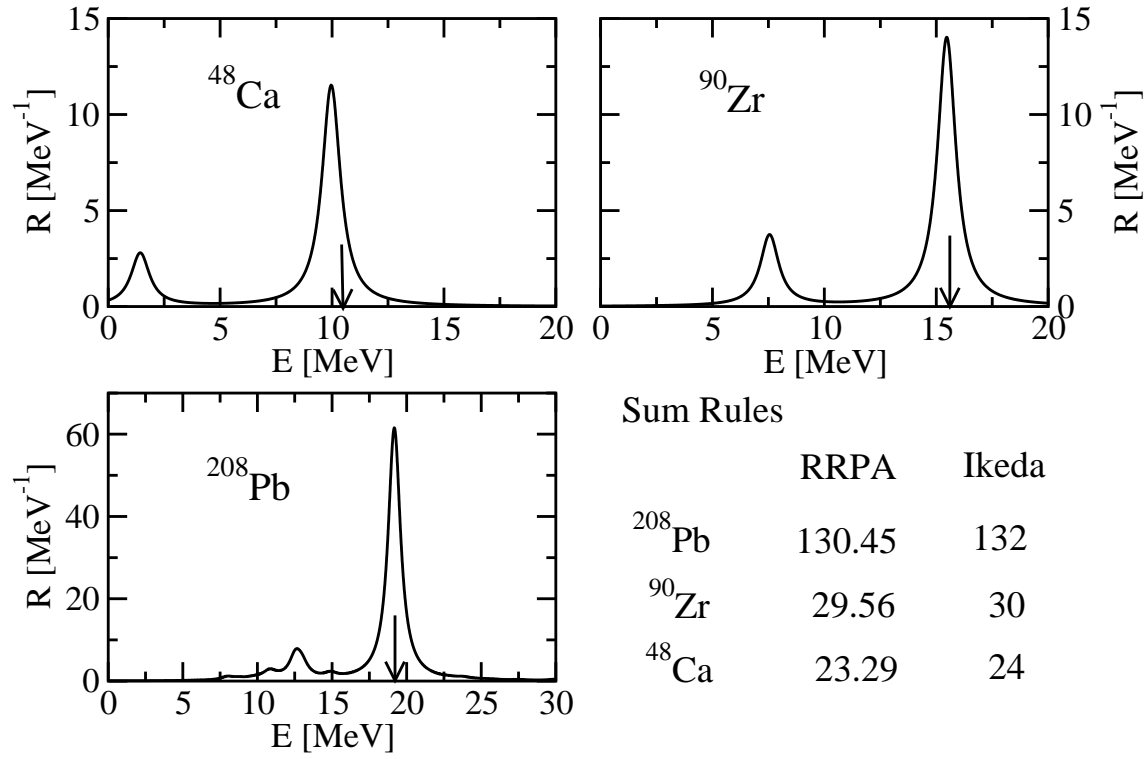 15
10
5
0
R [MeV⁻¹]
⁴⁸Ca
0 5 10 15 20
E [MeV]
⁹⁰Zr
15
10
5
0
R [MeV⁻¹]
0 5 10 15 20
E [MeV]
60
40
20
0
R [MeV⁻¹]
²⁰⁸Pb
0 5 10 15 20 25 30
E [MeV]
Sum Rules
RRPA Ikeda
²⁰⁸Pb 130.45 132
⁹⁰Zr 29.56 30
⁴⁸Ca 23.29 24